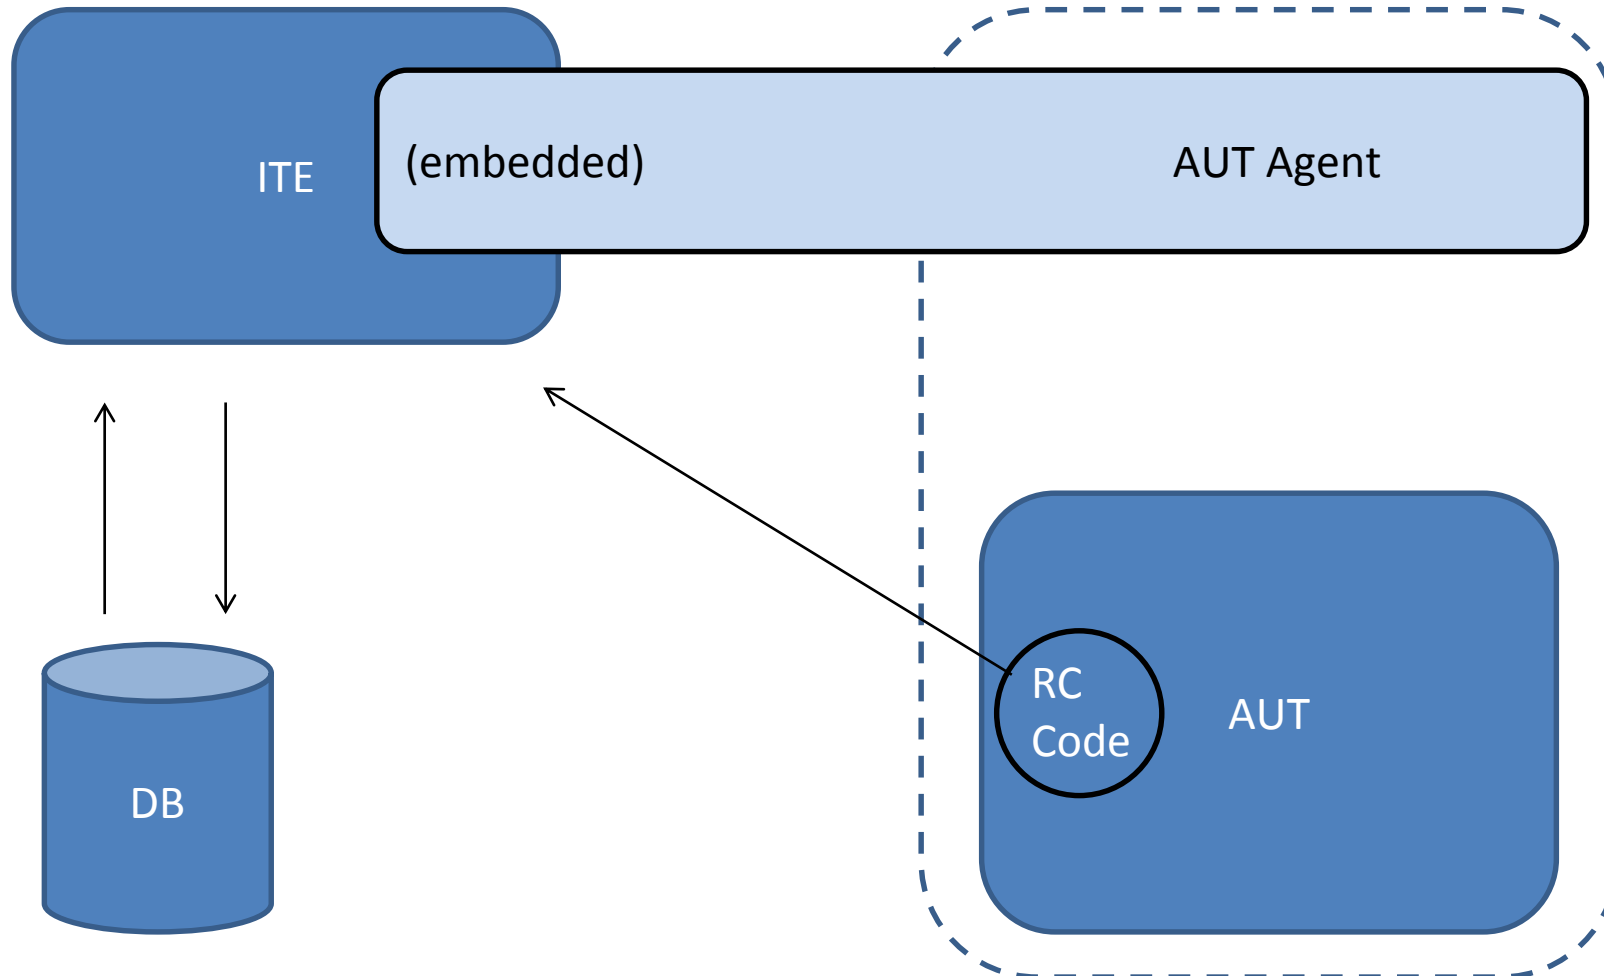 ITE
(embedded)
AUT Agent
RC
Code
AUT
DB